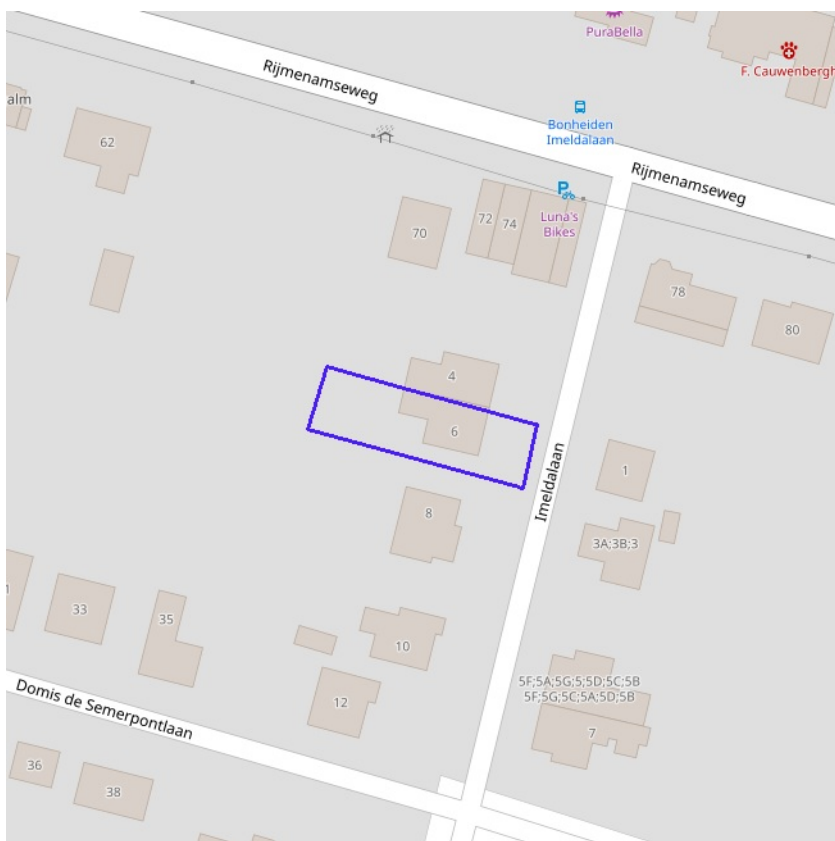 PuraBella
F. Cauwenbergh
Rijmenamseweg
alm
Bonheiden
Imeldalaan
62
Rijmenamseweg
72
74
Luna's
Bikes
70
78
80
4
6
1
Imeldalaan
8
3A;3B;3
33
35
10
5F;5A;5G;5;5D;5C;5B
5F;5G;5C;5A;5D;5B
12
Domis de Semerpontlaan
7
36
38